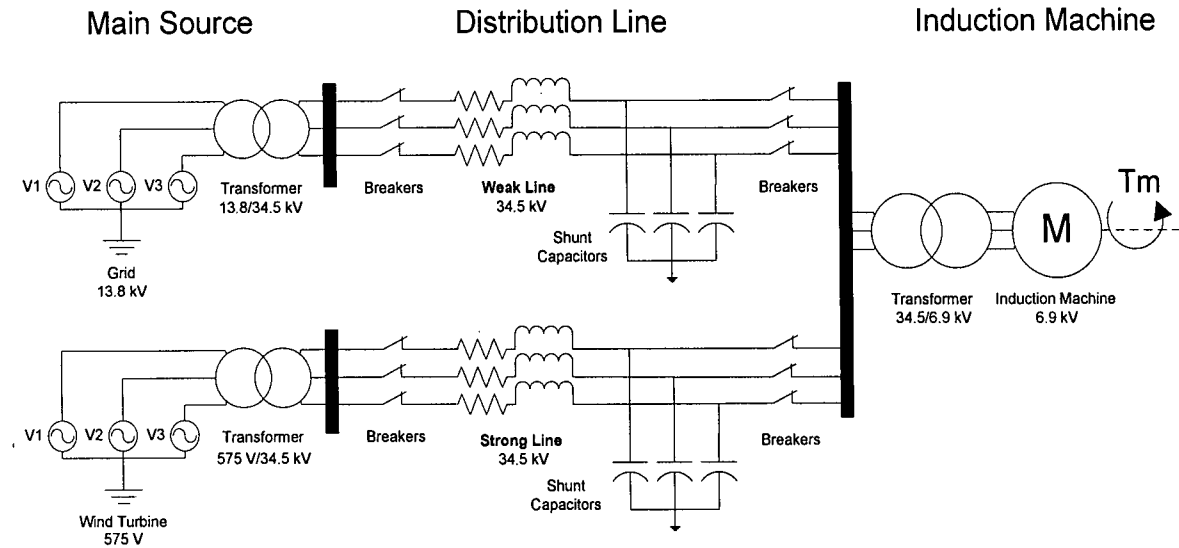 Main Source
Distribution Line
Induction Machine
V1
V2
V3
Transformer
13.8/34.5 kV
Breakers
Weak Line
34.5 kV
Breakers
Shunt
Capacitors
Grid
13.8 kV
Tm
M
Transformer
34.5/6.9 kV
Induction Machine
6.9 kV
V1
V2
V3
Transformer
575 V/34.5 kV
Breakers
Strong Line
34.5 kV
Breakers
Shunt
Capacitors
Wind Turbine
575 V